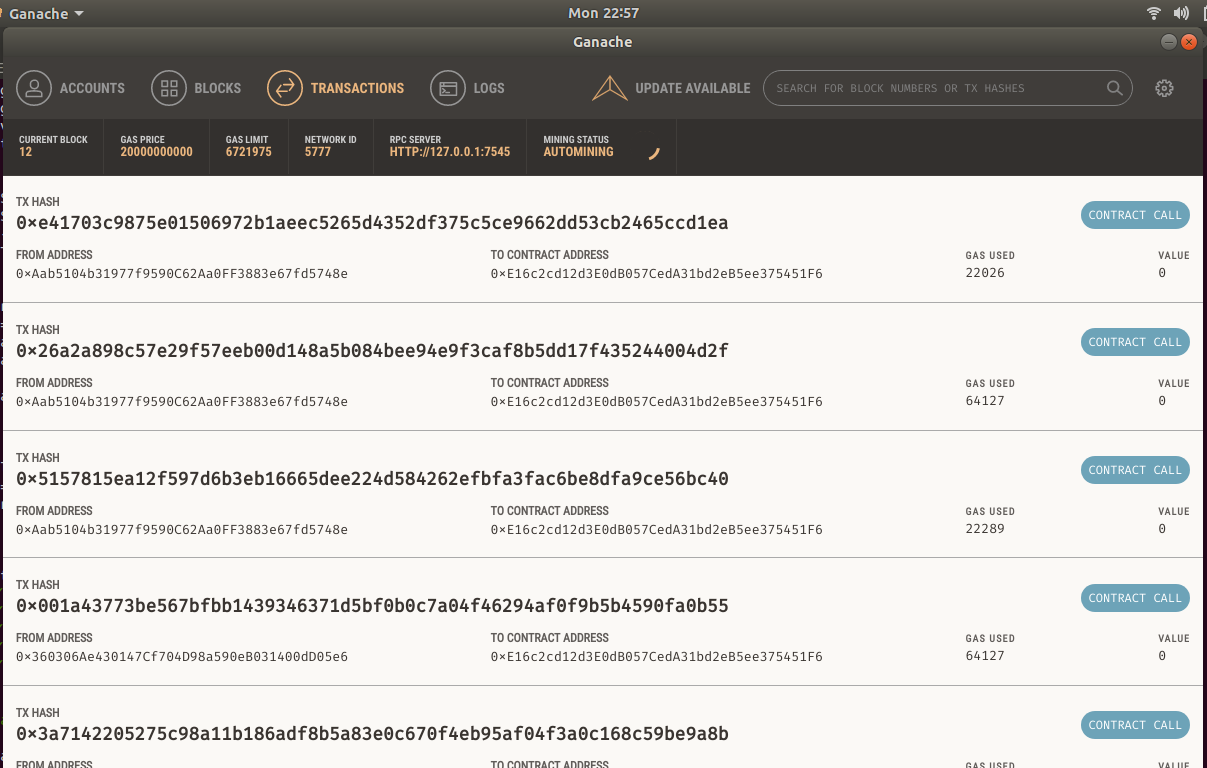 Ganache
Mon 22:57
Ganache
ACCOUNTS
BLOCKS
TRANSACTIONS
LOGS
UPDATE AVAILABLE
SEARCH FOR BLOCK NUMBERS OR TX HASHES
CURRENT BLOCK
12
GAS PRICE
20000000000
GAS LIMIT
6721975
NETWORK ID
5777
RPC SERVER
HTTP://127.0.0.1:7545
MINING STATUS
AUTOMINING
TX HASH
0×e41703c9875e01506972b1aeec5265d4352df375c5ce9662dd53cb2465ccd1ea
CONTRACT CALL
FROM ADDRESS
0×Aab5104b31977f9590C62Aa0FF3883e67fd5748e
TO CONTRACT ADDRESS
0×E16c2cd12d3E0dB057CedA31bd2eB5ee375451F6
GAS USED
22026
VALUE
0
TX HASH
0×26a2a898c57e29f57eeb00d148a5b084bee94e9f3caf8b5dd17f435244004d2f
CONTRACT CALL
FROM ADDRESS
0×Aab5104b31977f9590C62Aa0FF3883e67fd5748e
TO CONTRACT ADDRESS
0×E16c2cd12d3E0dB057CedA31bd2eB5ee375451F6
GAS USED
64127
VALUE
0
TX HASH
0×5157815ea12f597d6b3eb16665dee224d584262efbfa3fac6be8dfa9ce56bc40
CONTRACT CALL
FROM ADDRESS
0×Aab5104b31977f9590C62Aa0FF3883e67fd5748e
TO CONTRACT ADDRESS
0×E16c2cd12d3E0dB057CedA31bd2eB5ee375451F6
GAS USED
22289
VALUE
0
TX HASH
0×001a43773be567bfbb1439346371d5bf0b0c7a04f46294af0f9b5b4590fa0b55
CONTRACT CALL
FROM ADDRESS
0×360306Ae430147Cf704D98a590eB031400dD05e6
TO CONTRACT ADDRESS
0×E16c2cd12d3E0dB057CedA31bd2eB5ee375451F6
GAS USED
64127
VALUE
0
TX HASH
0×3a7142205275c98a11b186adf8b5a83e0c670f4eb95af04f3a0c168c59be9a8b
CONTRACT CALL
FROM ADDRESS
TO CONTRACT ADDRESS
GAS USED
VALUE